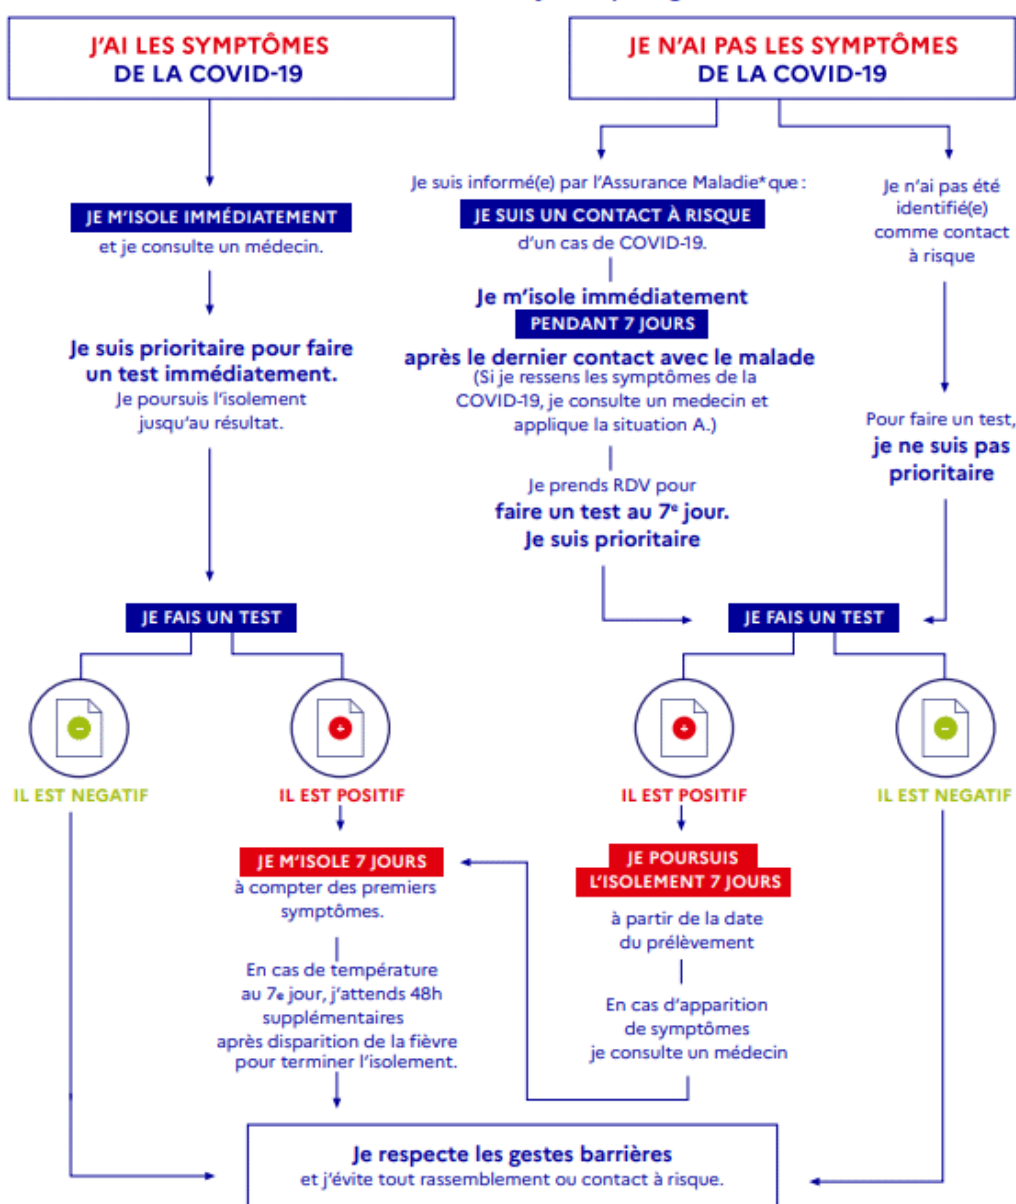 J'AI LES SYMPTÔMES
DE LA COVID-19
JE M'ISOLE IMMÉDIATEMENT
et je consulte un médecin.
Je suis prioritaire pour faire
un test immédiatement.
Je poursuis l'isolement
jusqu'au résultat.
JE FAIS UN TEST
IL EST NEGATIF
IL EST POSITIF
JE M'ISOLE 7 JOURS
à compter des premiers
symptômes.
En cas de température
au 7e jour, j'attends 48h
supplémentaires
après disparition de la fièvre
pour terminer l'isolement.
JE N'AI PAS LES SYMPTÔMES
DE LA COVID-19
Je suis informé(e) par l'Assurance Maladie* que :
JE SUIS UN CONTACT À RISQUE
d'un cas de COVID-19.
Je m'isole immédiatement
PENDANT 7 JOURS
après le dernier contact avec le malade
(Si je ressens les symptômes de la
COVID-19, je consulte un medecin et
applique la situation A.)
Je prends RDV pour
faire un test au 7e jour.
Je suis prioritaire
Je n'ai pas été
identifié(e)
comme contact
à risque
Pour faire un test,
je ne suis pas
prioritaire
JE FAIS UN TEST
IL EST POSITIF
IL EST NEGATIF
JE POURSUIS
L'ISOLEMENT 7 JOURS
à partir de la date
du prélèvement
En cas d'apparition
de symptômes
je consulte un médecin
Je respecte les gestes barrières
et j'évite tout rassemblement ou contact à risque.